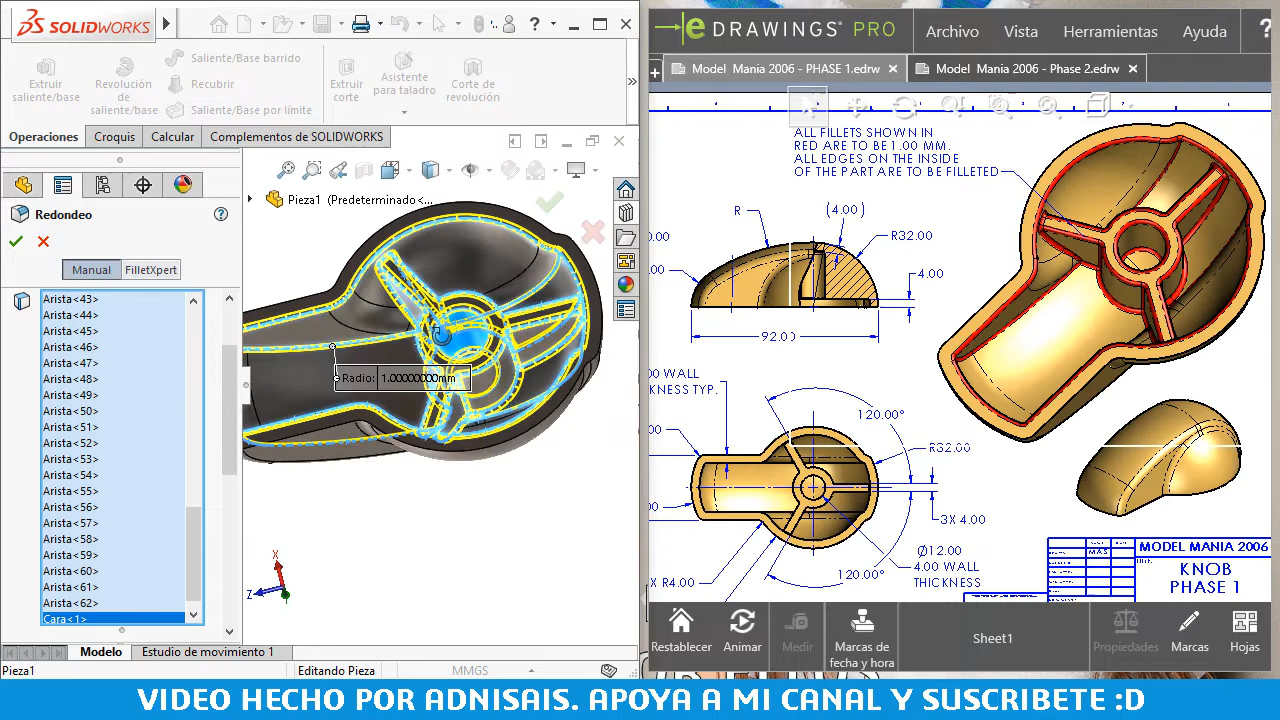 SOLIDWORKS
Extruir saliente/base
Revolución de saliente/base
Saliente/Base barrido
Recubrir
Saliente/Base por límite
Extruir corte
Asistente para taladro
Corte de revolución
Operaciones
Croquis
Calcular
Complementos de SOLIDWORKS
Redondeo
Manual
FilletXpert
Arista<43>
Arista<44>
Arista<45>
Arista<46>
Arista<47>
Arista<48>
Arista<49>
Arista<50>
Arista<51>
Arista<52>
Arista<53>
Arista<54>
Arista<55>
Arista<56>
Arista<57>
Arista<58>
Arista<59>
Arista<60>
Arista<61>
Arista<62>
Cara<1>
Pieza1 (Predeterminado<...
Radio: 1.00000000mm
X
Z
Modelo
Estudio de movimiento 1
Pieza1
Editando Pieza
MMGS
eDRAWINGS® PRO
Archivo
Vista
Herramientas
Ayuda
?
Model Mania 2006 - PHASE 1.edrw
Model Mania 2006 - Phase 2.edrw
ALL FILLETS SHOWN IN
RED ARE TO BE 1.00 MM.
ALL EDGES ON THE INSIDE
OF THE PART ARE TO BE FILLETED
R
(4.00)
R32.00
4.00
92.00
WALL
KNESS TYP.
120.00°
R32.00
3X 4.00
Ø12.00
4.00 WALL
THICKNESS
120.00°
X R4.00
MODEL MANIA 2006
KNOB
PHASE 1
Restablecer
Animar
Medir
Marcas de fecha y hora
Sheet1
Propiedades
Marcas
Hojas
VIDEO HECHO POR ADNISAIS. APOYA A MI CANAL Y SUSCRIBETE :D